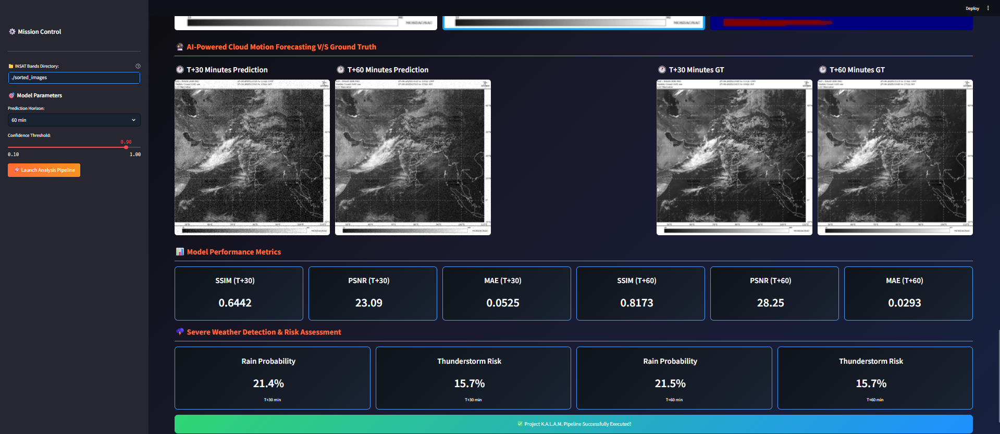 Deploy
Mission Control
INSAT Bands Directory:
./sorted_images
Model Parameters
Prediction Horizon:
60 min
Confidence Threshold:
0.90
0.10
1.00
Launch Analysis Pipeline
MOSDAC/SAC
MOSDAC/SAC
AI-Powered Cloud Motion Forecasting V/S Ground Truth
T+30 Minutes Prediction
T+60 Minutes Prediction
T+30 Minutes GT
T+60 Minutes GT
Model Performance Metrics
SSIM (T+30)
0.6442
PSNR (T+30)
23.09
MAE (T+30)
0.0525
SSIM (T+60)
0.8173
PSNR (T+60)
28.25
MAE (T+60)
0.0293
Severe Weather Detection & Risk Assessment
Rain Probability
21.4%
T+30 min
Thunderstorm Risk
15.7%
T+30 min
Rain Probability
21.5%
T+60 min
Thunderstorm Risk
15.7%
T+60 min
Project K.A.L.A.M. Pipeline Successfully Executed!